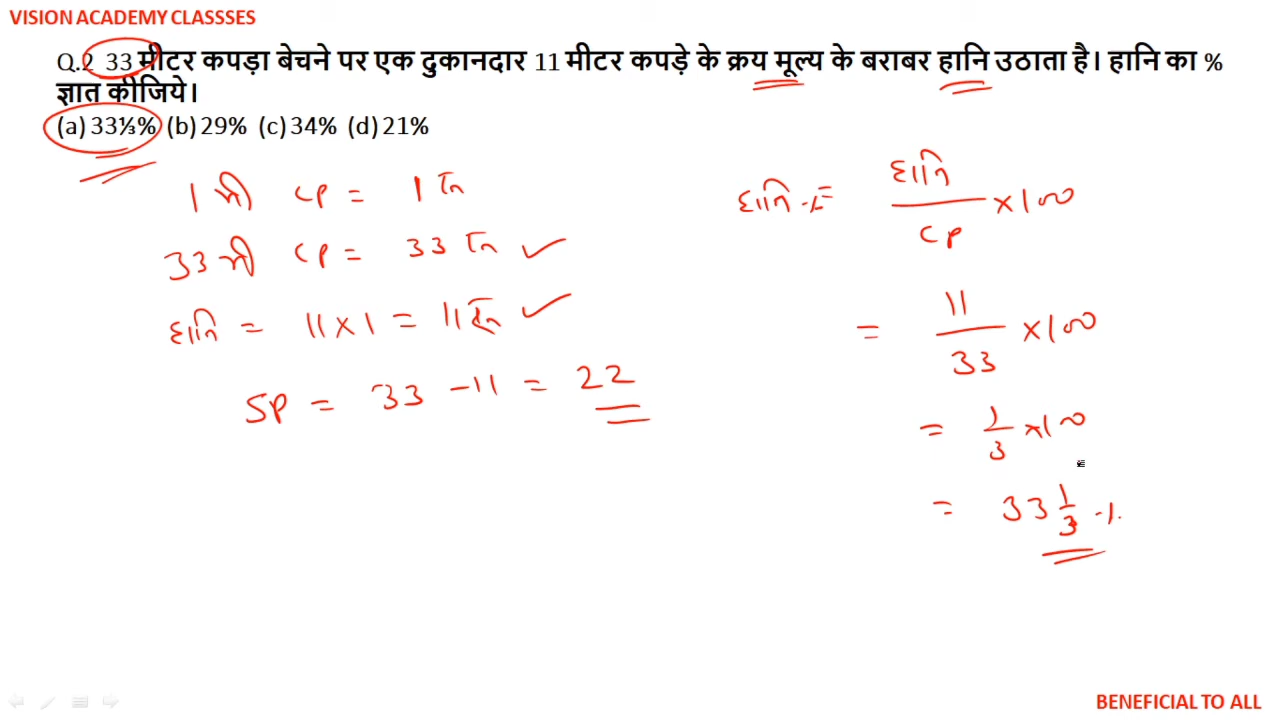 VISION ACADEMY CLASSSES
Q.2 33 मीटर कपड़ा बेचने पर एक दुकानदार 11 मीटर कपड़े के क्रय मूल्य के बराबर हानि उठाता है। हानि का %
ज्ञात कीजिये।
(a) 33⅓% (b) 29% (c) 34% (d) 21%
1 मी CP = 1
33 मी CP = 33
हानि = 11 × 1 = 11
SP = 33 - 11 = 22
हानि % = हानि / CP × 100
= 11 / 33 × 100
= 1/3 × 100
= 33 1/3 %
BENEFICIAL TO ALL